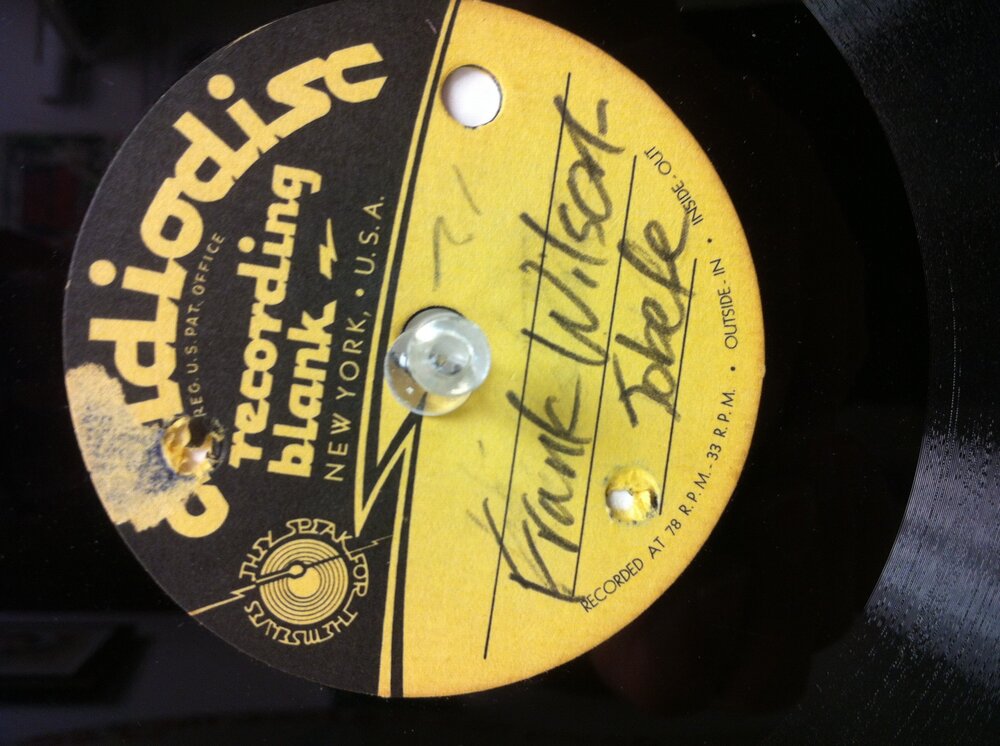 audiodisc
REG. U.S. PAT. OFFICE
recording
blank
NEW YORK, • U.S.A.
THEY SPEAK FOR THEMSELVES
Frank Wilson-
RECORDED AT 78 R.P.M. - 33 R.P.M. • OUTSIDE-IN • INSIDE-OUT